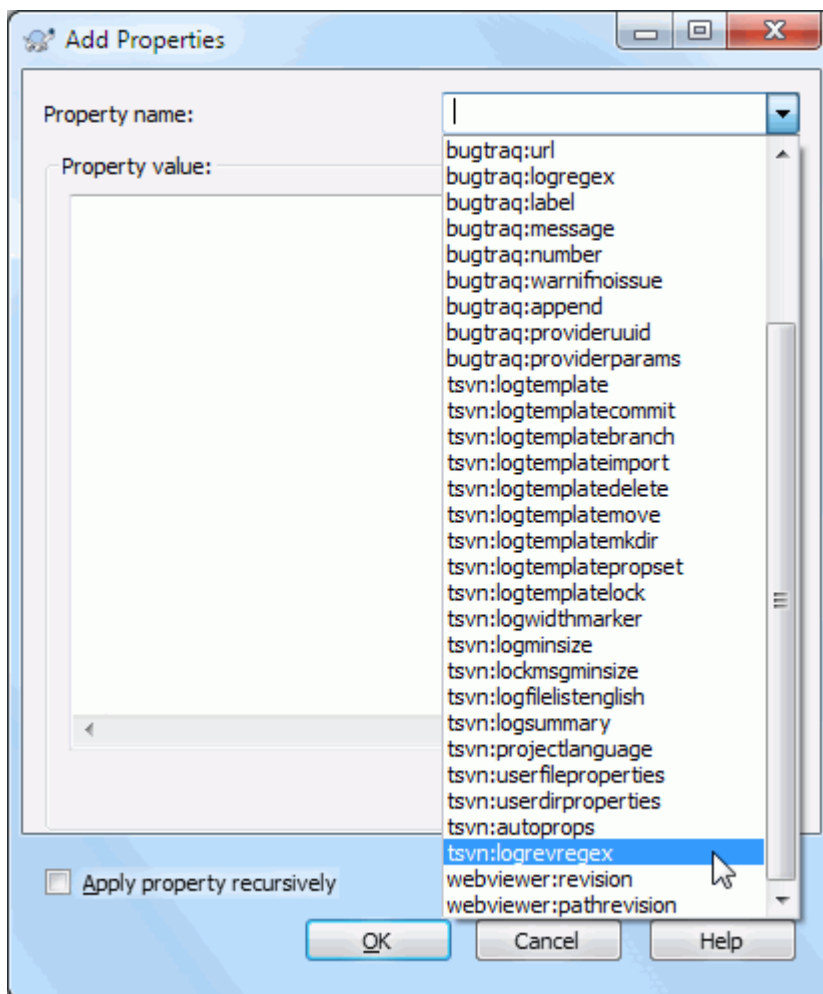 Add Properties
Property name:
Property value:
bugtraq:url
bugtraq:logregex
bugtraq:label
bugtraq:message
bugtraq:number
bugtraq:warnifnoissue
bugtraq:append
bugtraq:provideruuid
bugtraq:providerparams
tsvn:logtemplate
tsvn:logtemplatecommit
tsvn:logtemplatebranch
tsvn:logtemplateimport
tsvn:logtemplatedelete
tsvn:logtemplatemove
tsvn:logtemplatemkdir
tsvn:logtemplatepropset
tsvn:logtemplatelock
tsvn:logwidthmarker
tsvn:logminsize
tsvn:lockmsgminsize
tsvn:logfilelistenglish
tsvn:logsummary
tsvn:projectlanguage
tsvn:userfileproperties
tsvn:userdirproperties
tsvn:autoprops
tsvn:logrevregex
webviewer:revision
webviewer:pathrevision
Apply property recursively
OK
Cancel
Help